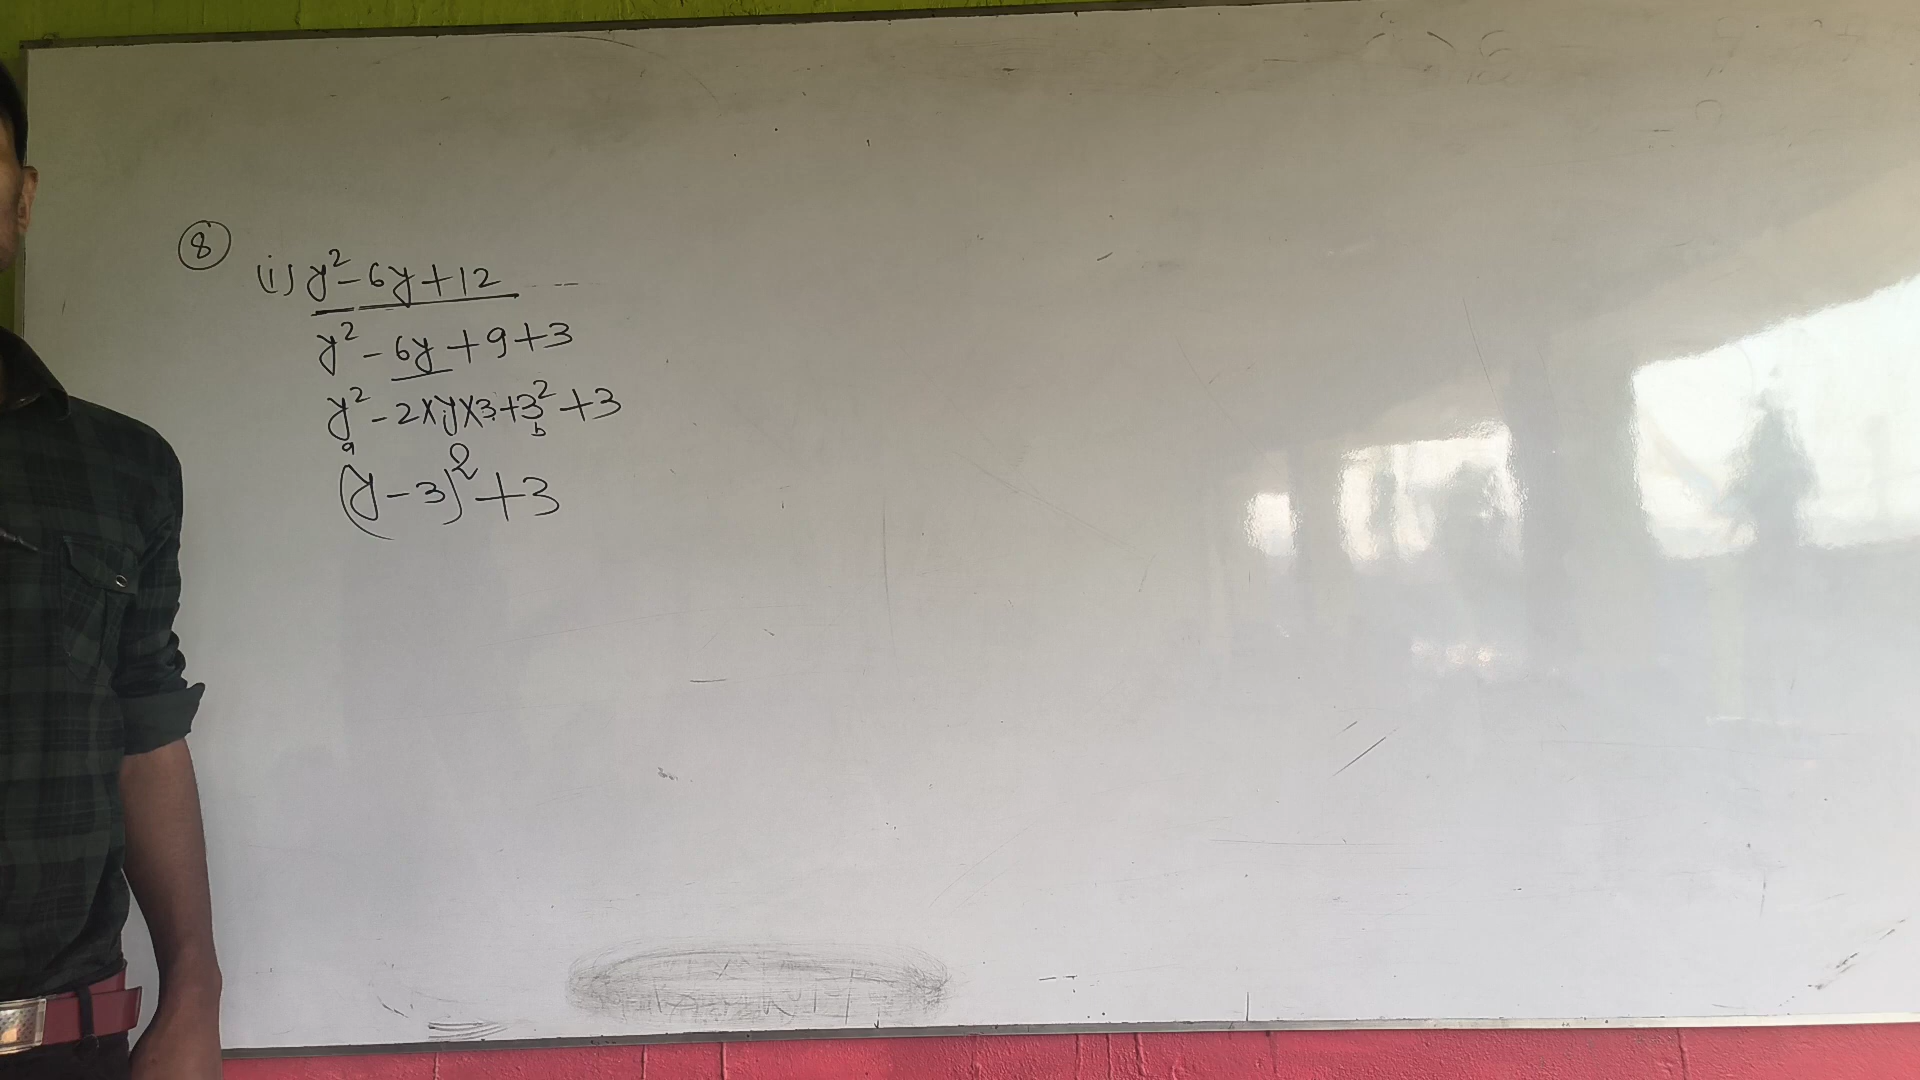 8
(i) y² - 6y + 12
y² - 6y + 9 + 3
y² - 2×y×3 + 3² + 3
a b
(y - 3)² + 3